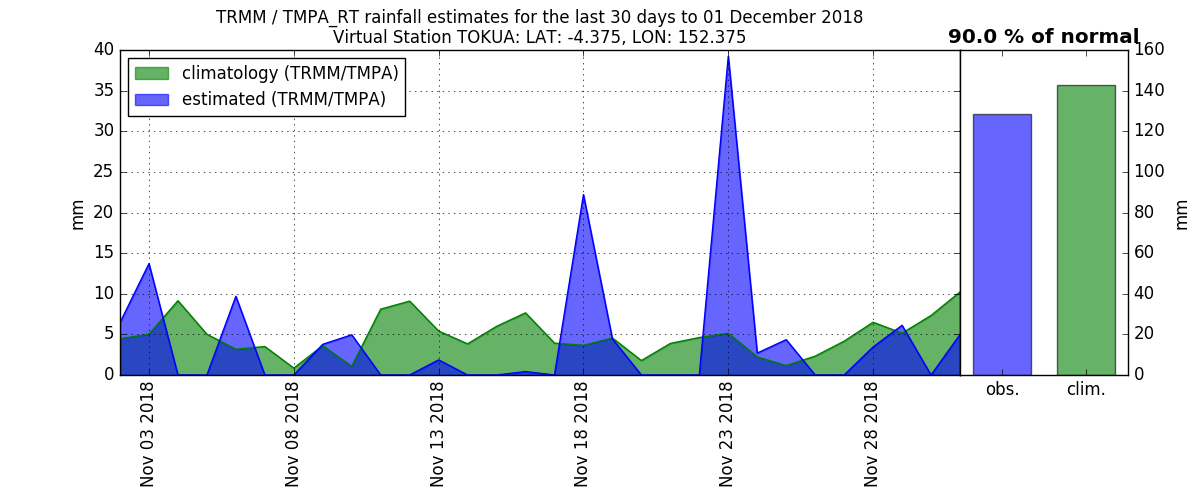 TRMM / TMPA_RT rainfall estimates for the last 30 days to 01 December 2018
Virtual Station TOKUA: LAT: -4.375, LON: 152.375
90.0 % of normal
climatology (TRMM/TMPA)
estimated (TRMM/TMPA)
mm
40
35
30
25
20
15
10
5
0
Nov 03 2018
Nov 08 2018
Nov 13 2018
Nov 18 2018
Nov 23 2018
Nov 28 2018
obs.
clim.
160
140
120
100
80
60
40
20
0
mm